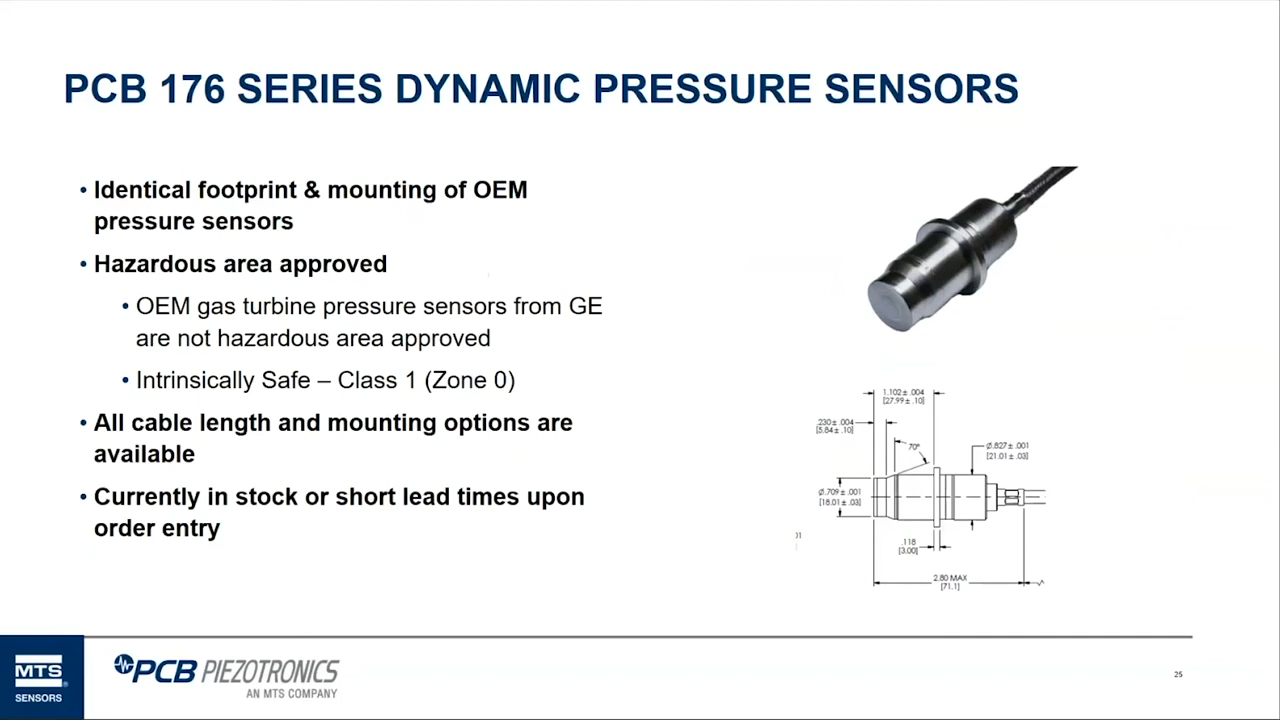 PCB 176 SERIES DYNAMIC PRESSURE SENSORS
• Identical footprint & mounting of OEM
pressure sensors
• Hazardous area approved
• OEM gas turbine pressure sensors from GE
are not hazardous area approved
• Intrinsically Safe – Class 1 (Zone 0)
• All cable length and mounting options are
available
• Currently in stock or short lead times upon
order entry
1.102±.004
[27.99±.10]
.230±.004
[5.84±.10]
70°
Ø.827±.001
[21.01±.03]
Ø.709±.001
[18.01±.03]
.118
[3.00]
2.80 MAX
[71.1]
MTS
SENSORS
PCB PIEZOTRONICS
AN MTS COMPANY
25